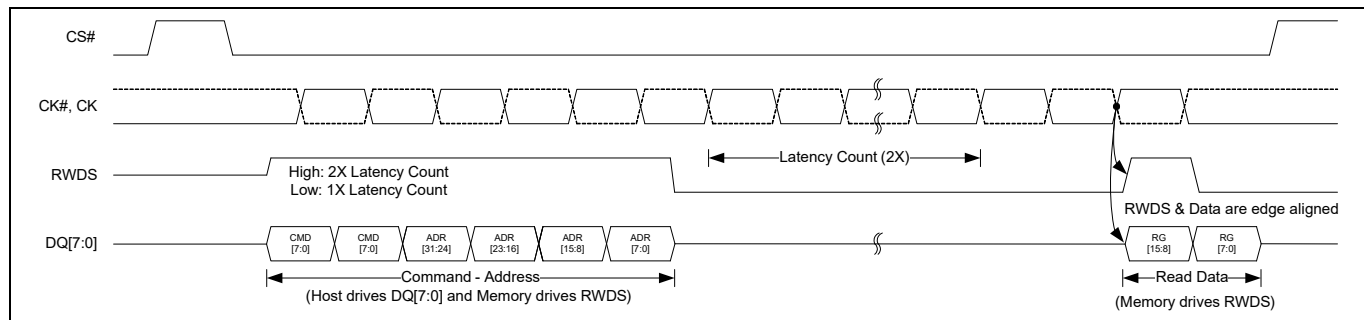 CS#
CK#, CK
Latency Count (2X)
RWDS
High: 2X Latency Count
Low: 1X Latency Count
RWDS & Data are edge aligned
DQ[7:0]
CMD
[7:0]
CMD
[7:0]
ADR
[31:24]
ADR
[23:16]
ADR
[15:8]
ADR
[7:0]
RG
[15:8]
RG
[7:0]
Command - Address
(Host drives DQ[7:0] and Memory drives RWDS)
Read Data
(Memory drives RWDS)